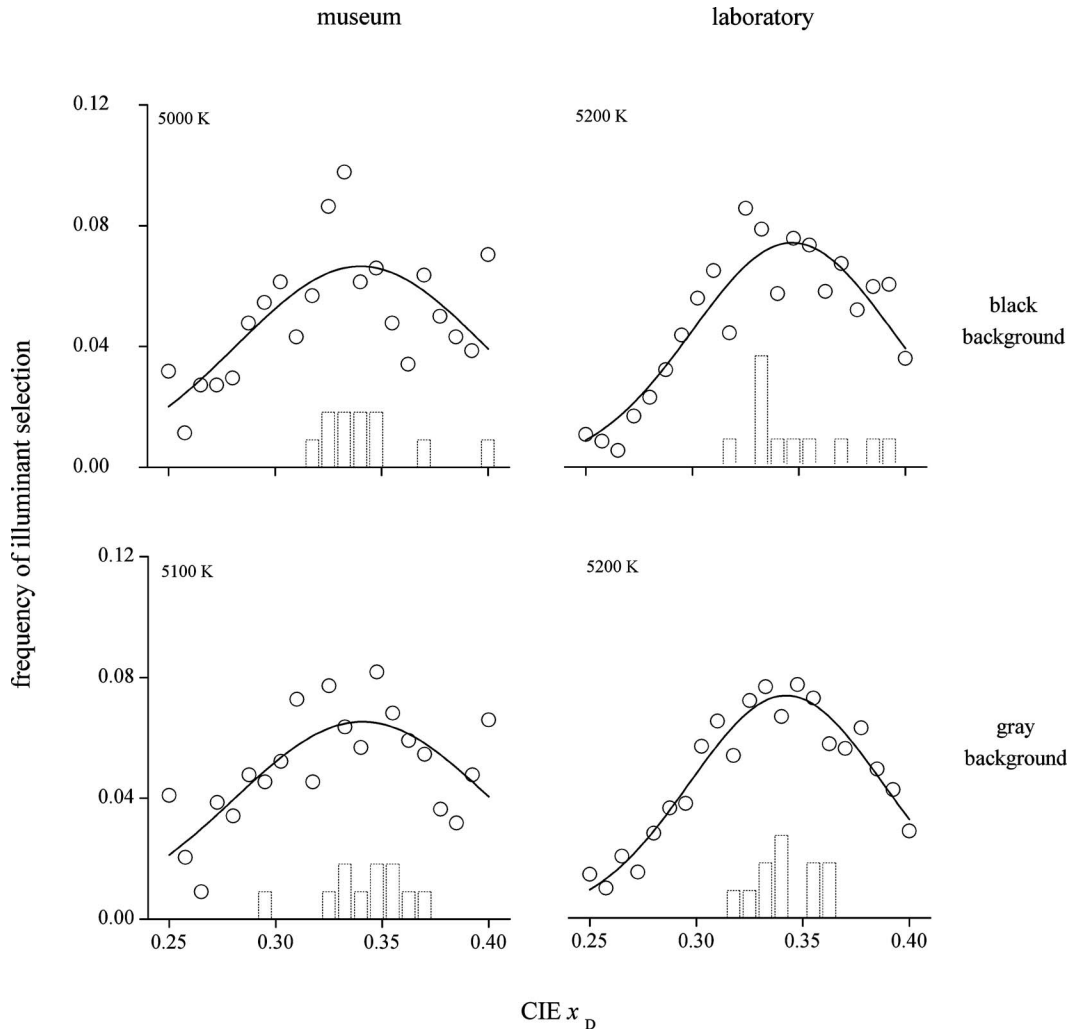 museum
laboratory
0.12
5000 K
5200 K
0.08
black
background
0.04
0.00
frequency of illuminant selection
0.12
5100 K
5200 K
0.08
gray
background
0.04
0.00
0.25 0.30 0.35 0.40
0.25 0.30 0.35 0.40
CIE x D